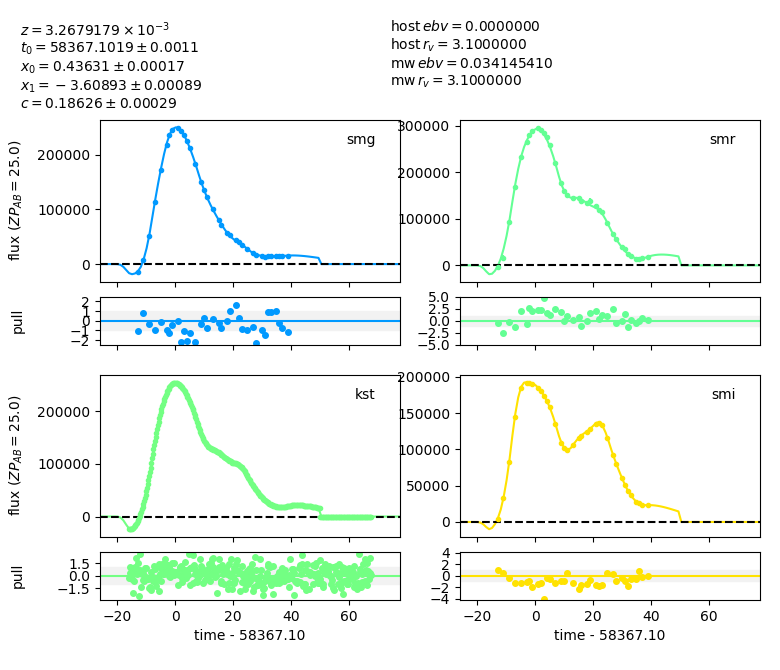 z = 3.2679179 × 10⁻³
t₀ = 58367.1019 ± 0.0011
x₀ = 0.43631 ± 0.00017
x₁ = −3.60893 ± 0.00089
c = 0.18626 ± 0.00029
host ebv = 0.0000000
host r_v = 3.1000000
mw ebv = 0.034145410
mw r_v = 3.1000000
smg
flux (ZP_AB = 25.0)
200000
100000
0
smr
300000
200000
100000
0
pull
2
1
0
−1
−2
5.0
2.5
0.0
−2.5
−5.0
kst
flux (ZP_AB = 25.0)
200000
100000
0
smi
200000
150000
100000
50000
0
pull
1.5
0.0
−1.5
−20 0 20 40 60
time - 58367.10
4
2
0
−2
−4
−20 0 20 40 60
time - 58367.10